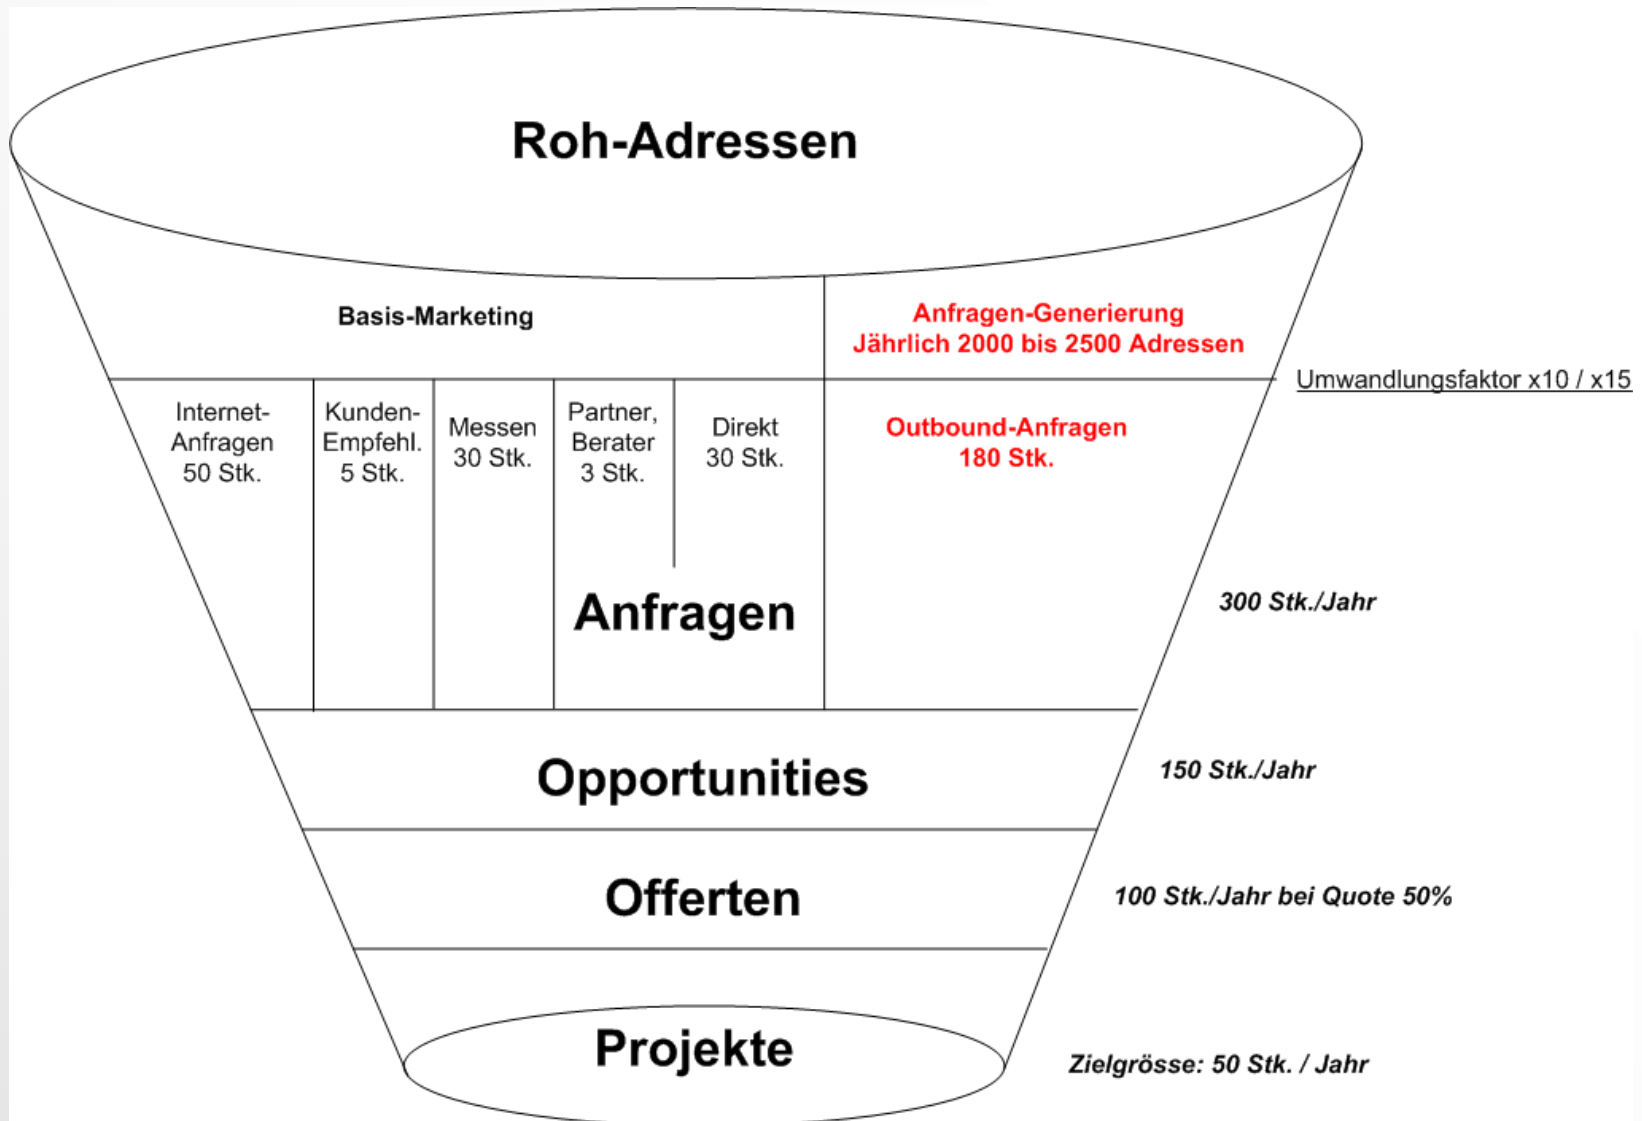 Roh-Adressen
Basis-Marketing
Anfragen-Generierung
Jährlich 2000 bis 2500 Adressen
Umwandlungsfaktor x10 / x15
Internet-
Anfragen
50 Stk.
Kunden-
Empfehl.
5 Stk.
Messen
30 Stk.
Partner,
Berater
3 Stk.
Direkt
30 Stk.
Outbound-Anfragen
180 Stk.
Anfragen
300 Stk./Jahr
Opportunities
150 Stk./Jahr
Offerten
100 Stk./Jahr bei Quote 50%
Projekte
Zielgrösse: 50 Stk. / Jahr